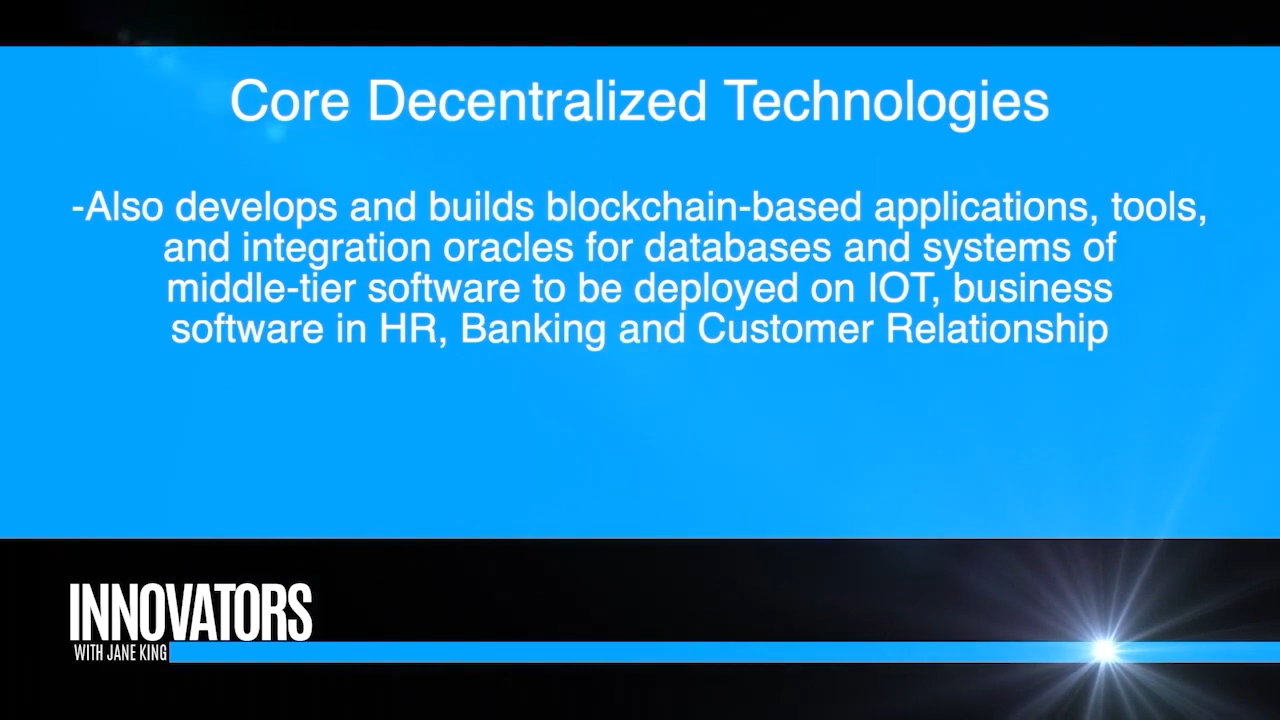 Core Decentralized Technologies
-Also develops and builds blockchain-based applications, tools,
and integration oracles for databases and systems of
middle-tier software to be deployed on IOT, business
software in HR, Banking and Customer Relationship
INNOVATORS
WITH JANE KING